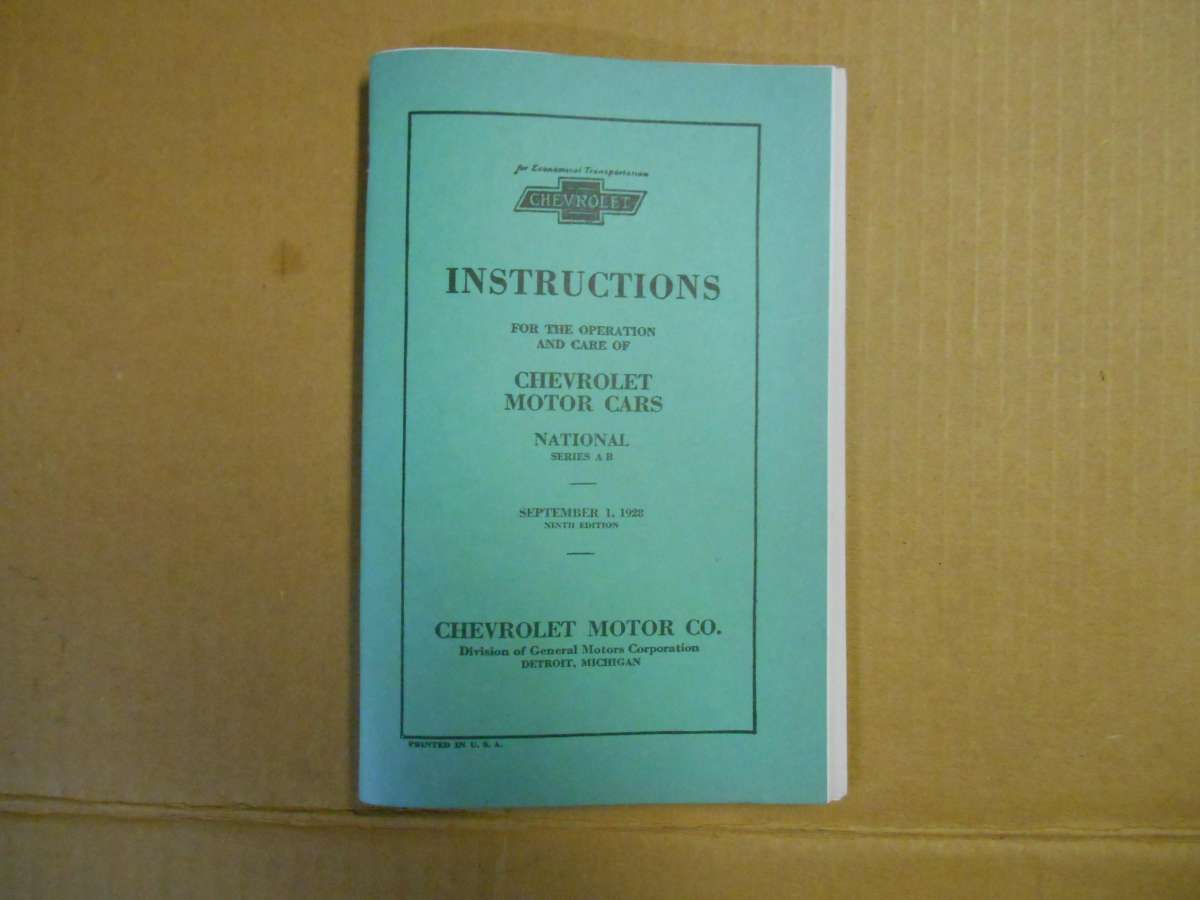 for Economical Transportation
CHEVROLET
INSTRUCTIONS
FOR THE OPERATION
AND CARE OF
CHEVROLET
MOTOR CARS
NATIONAL
SERIES A B
SEPTEMBER 1, 1928
NINTH EDITION
CHEVROLET MOTOR CO.
Division of General Motors Corporation
DETROIT, MICHIGAN
PRINTED IN U. S. A.